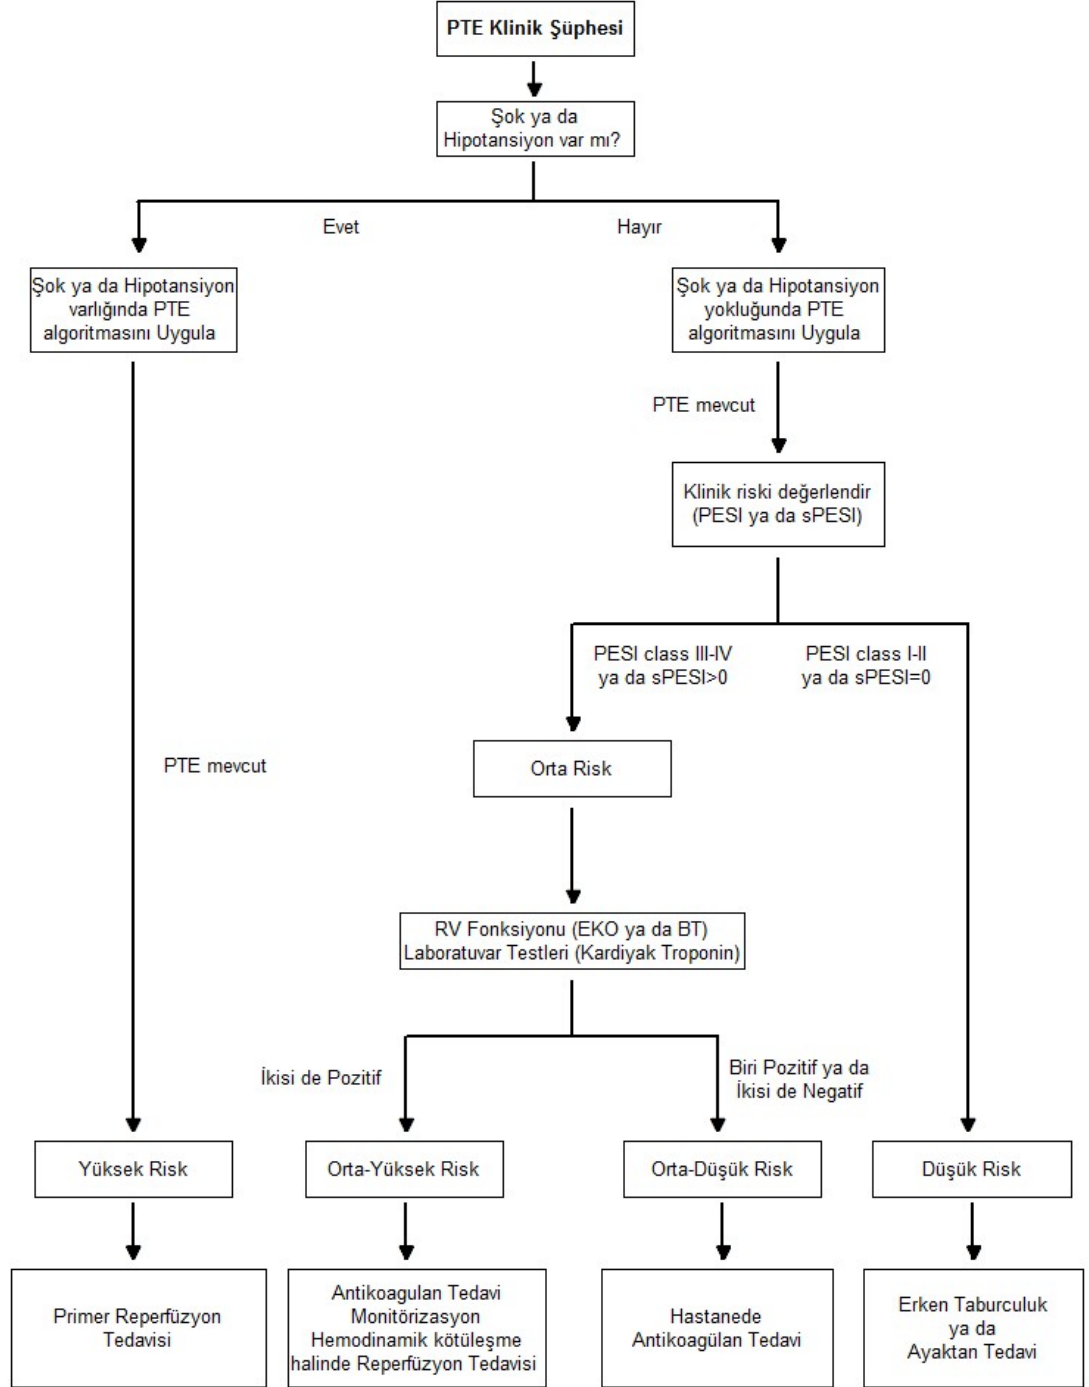 PTE Klinik Şüphesi
Şok ya da
Hipotansiyon var mı?
Evet
Hayır
Şok ya da Hipotansiyon
varlığında PTE
algoritmasını Uygula
Şok ya da Hipotansiyon
yokluğunda PTE
algoritmasını Uygula
PTE mevcut
Klinik riski değerlendir
(PESI ya da sPESI)
PESI class III-IV
ya da sPESI>0
PESI class I-II
ya da sPESI=0
PTE mevcut
Orta Risk
RV Fonksiyonu (EKO ya da BT)
Laboratuvar Testleri (Kardiyak Troponin)
İkisi de Pozitif
Biri Pozitif ya da
İkisi de Negatif
Yüksek Risk
Orta-Yüksek Risk
Orta-Düşük Risk
Düşük Risk
Primer Reperfüzyon
Tedavisi
Antikoagulan Tedavi
Monitörizasyon
Hemodinamik kötüleşme
halinde Reperfüzyon Tedavisi
Hastanede
Antikoagülan Tedavi
Erken Taburculuk
ya da
Ayaktan Tedavi